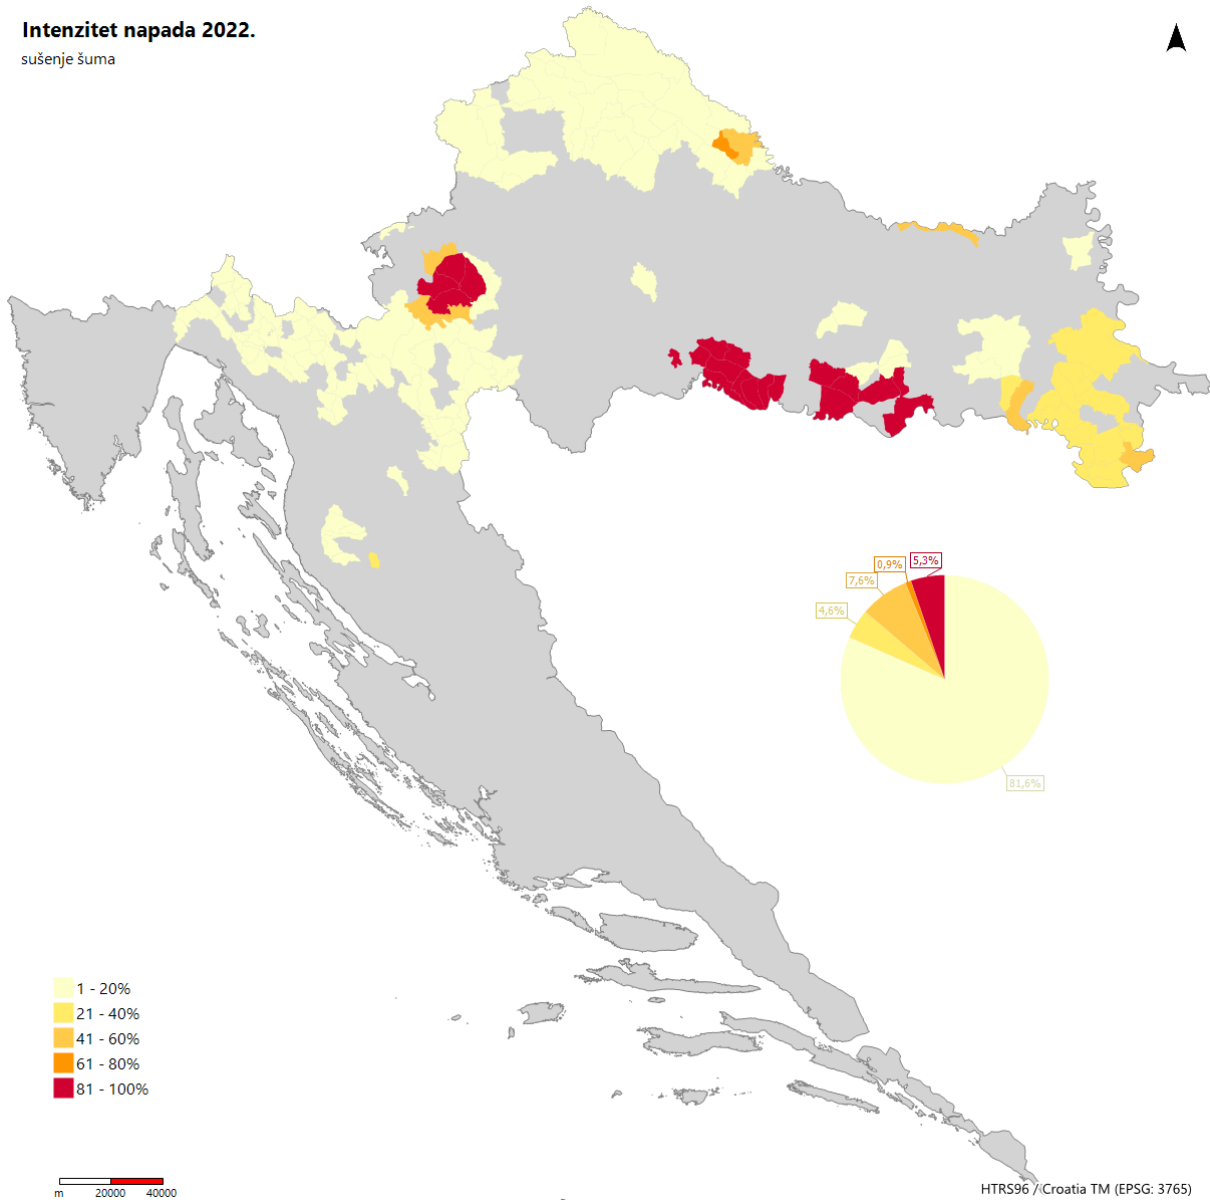 Intenzitet napada 2022.
sušenje šuma
0,9%
5,3%
7,6%
4,6%
81,6%
1 - 20%
21 - 40%
41 - 60%
61 - 80%
81 - 100%
m 20000 40000
HTRS96 / Croatia TM (EPSG: 3765)